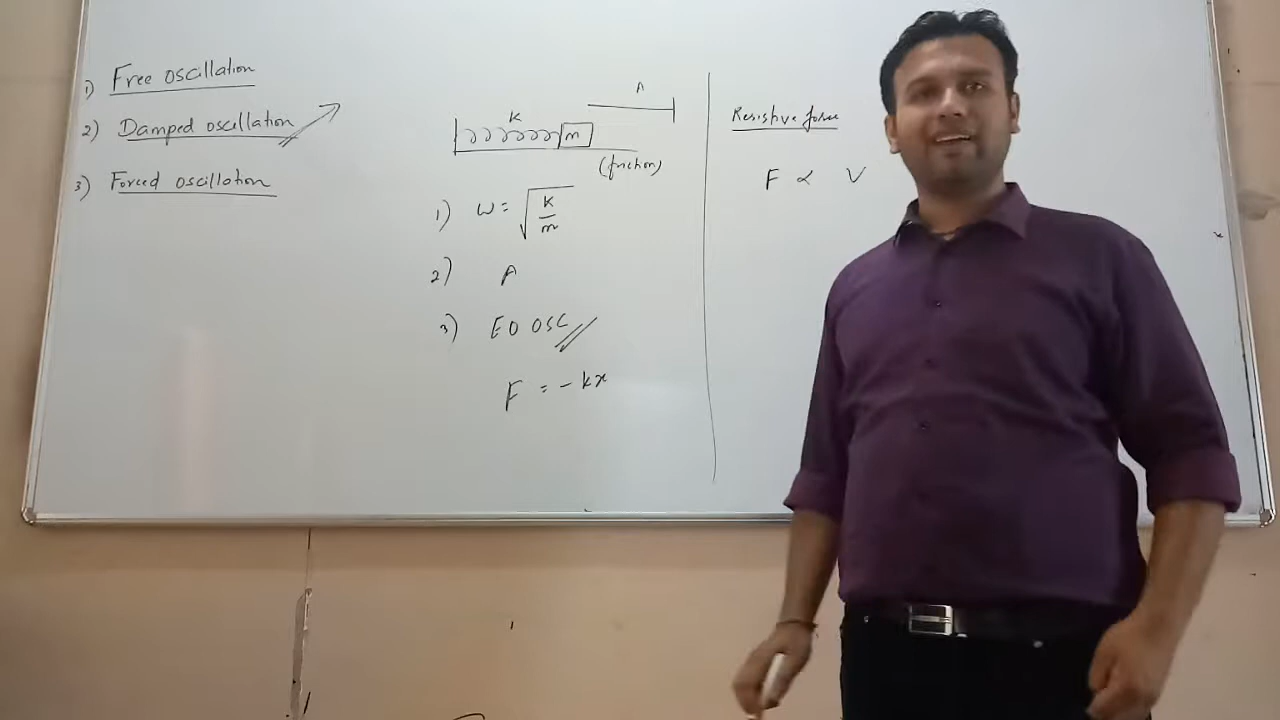 1) Free oscillation
2) Damped oscillation
3) Forced oscillation
K
m
A
(friction)
1) ω = √(K/m)
2) A
3) EO OSC
F = -kx
Resistive force
F ∝ V